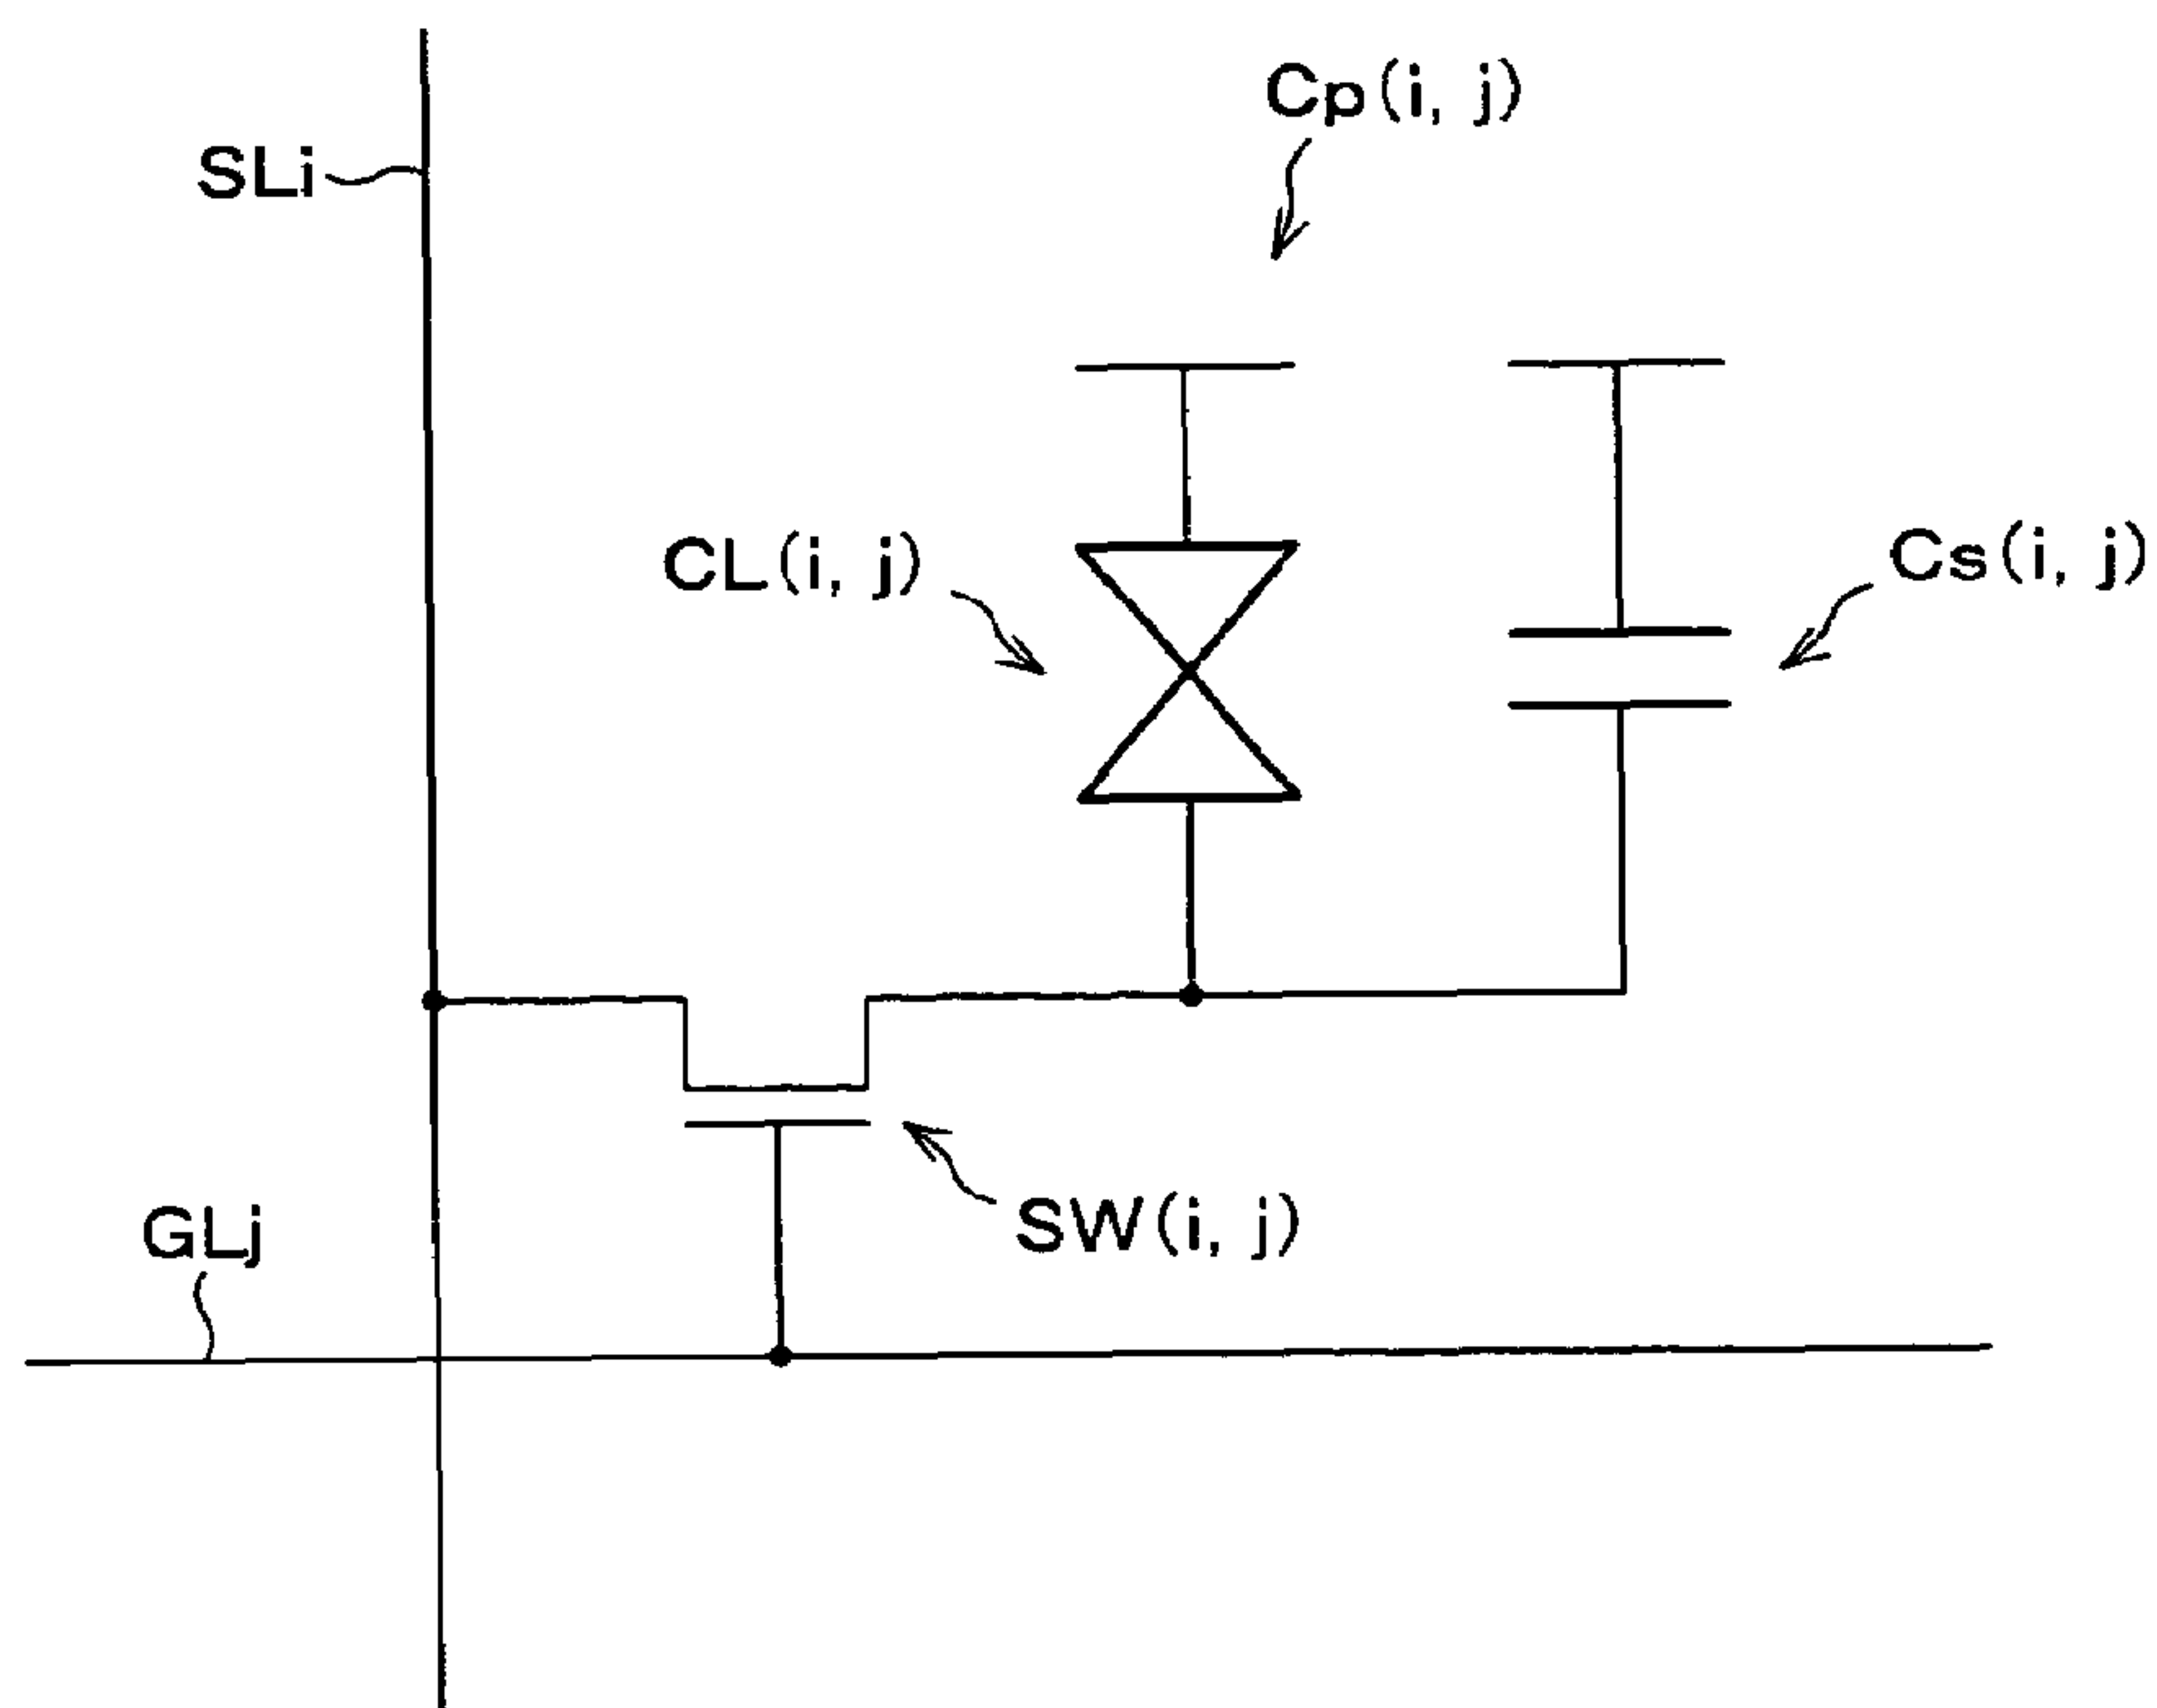 Cp(i, j)
SLi
CL(i, j)
Cs(i, j)
SW(i, j)
GLj